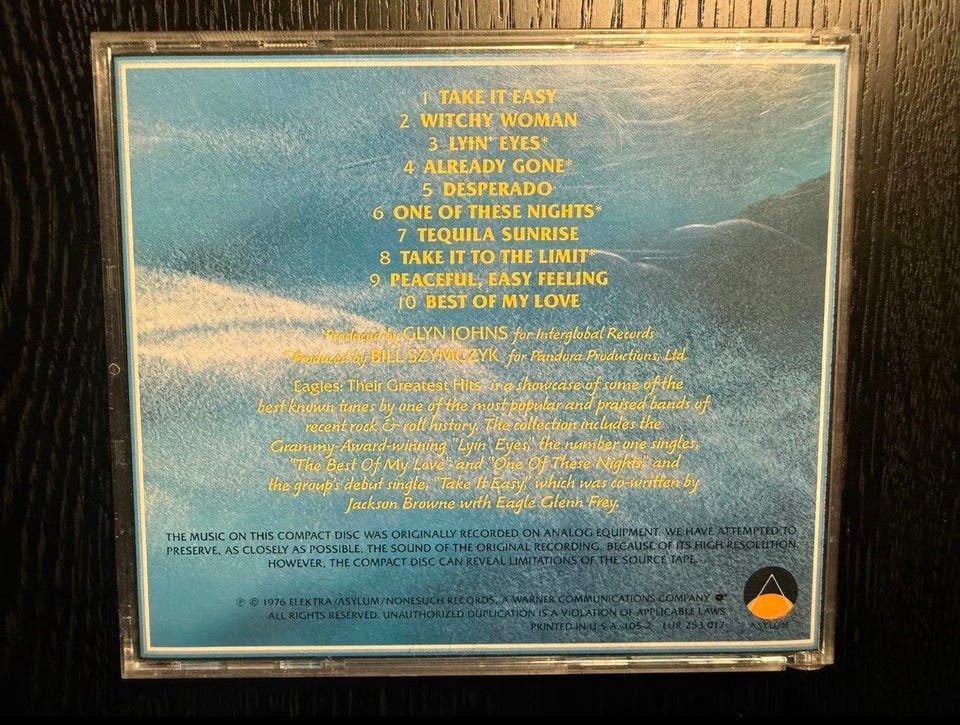 1 TAKE IT EASY
2 WITCHY WOMAN
3 LYIN' EYES*
4 ALREADY GONE*
5 DESPERADO
6 ONE OF THESE NIGHTS*
7 TEQUILA SUNRISE
8 TAKE IT TO THE LIMIT*
9 PEACEFUL, EASY FEELING
10 BEST OF MY LOVE
Produced by GLYN JOHNS for Interglobal Records
*Produced by BILL SZYMCZYK for Pandora Productions, Ltd.
Eagles: Their Greatest Hits is a showcase of some of the
best known tunes by one of the most popular and praised bands of
recent rock & roll history. The collection includes the
Grammy-Award-winning "Lyin' Eyes," the number one singles,
"The Best Of My Love" and "One Of These Nights," and
the group's debut single, "Take It Easy," which was co-written by
Jackson Browne with Eagle Glenn Frey.
THE MUSIC ON THIS COMPACT DISC WAS ORIGINALLY RECORDED ON ANALOG EQUIPMENT. WE HAVE ATTEMPTED TO
PRESERVE, AS CLOSELY AS POSSIBLE, THE SOUND OF THE ORIGINAL RECORDING. BECAUSE OF ITS HIGH RESOLUTION,
HOWEVER, THE COMPACT DISC CAN REVEAL LIMITATIONS OF THE SOURCE TAPE.
℗ © 1976 ELEKTRA/ASYLUM/NONESUCH RECORDS, A WARNER COMMUNICATIONS COMPANY
ALL RIGHTS RESERVED. UNAUTHORIZED DUPLICATION IS A VIOLATION OF APPLICABLE LAWS.
PRINTED IN U.S.A. 105-2 EUR 253 017
ASYLUM